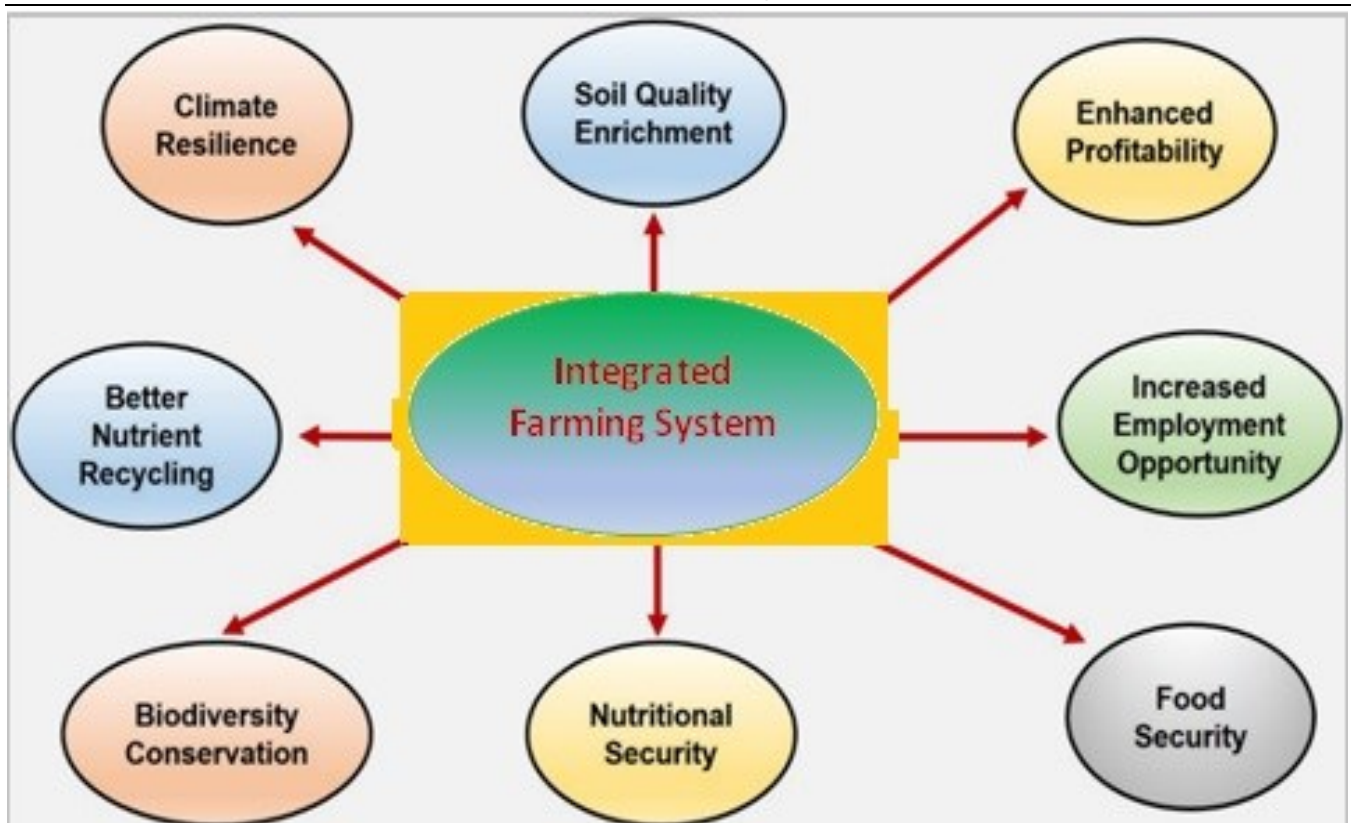 Climate
Resilience
Soil Quality
Enrichment
Enhanced
Profitability
Integrated
Farming System
Better
Nutrient
Recycling
Increased
Employment
Opportunity
Biodiversity
Conservation
Nutritional
Security
Food
Security